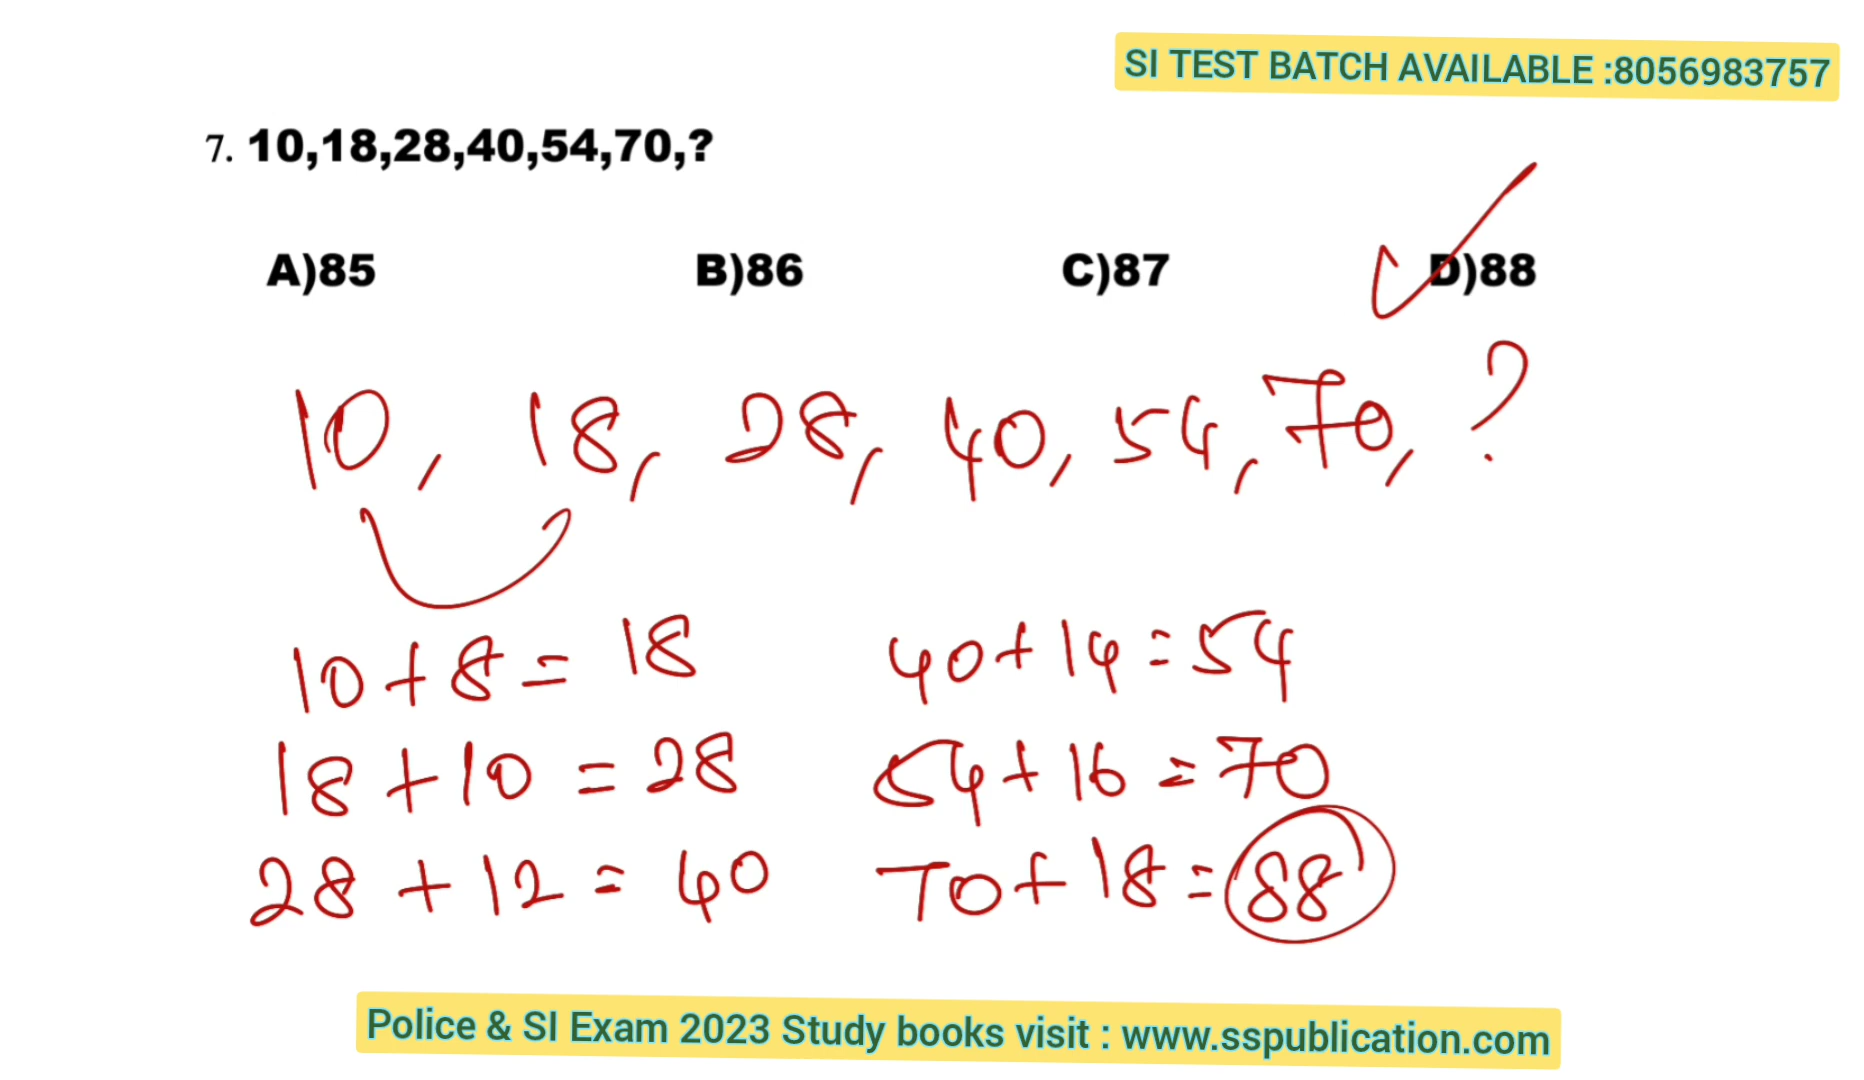 SI TEST BATCH AVAILABLE :8056983757
7. 10,18,28,40,54,70,?
A)85 B)86 C)87 D)88
10, 18, 28, 40, 54, 70, ?
10+8=18 40+14=54
18+10=28 54+16=70
28+12=40 70+18=88
Police & SI Exam 2023 Study books visit : www.sspublication.com